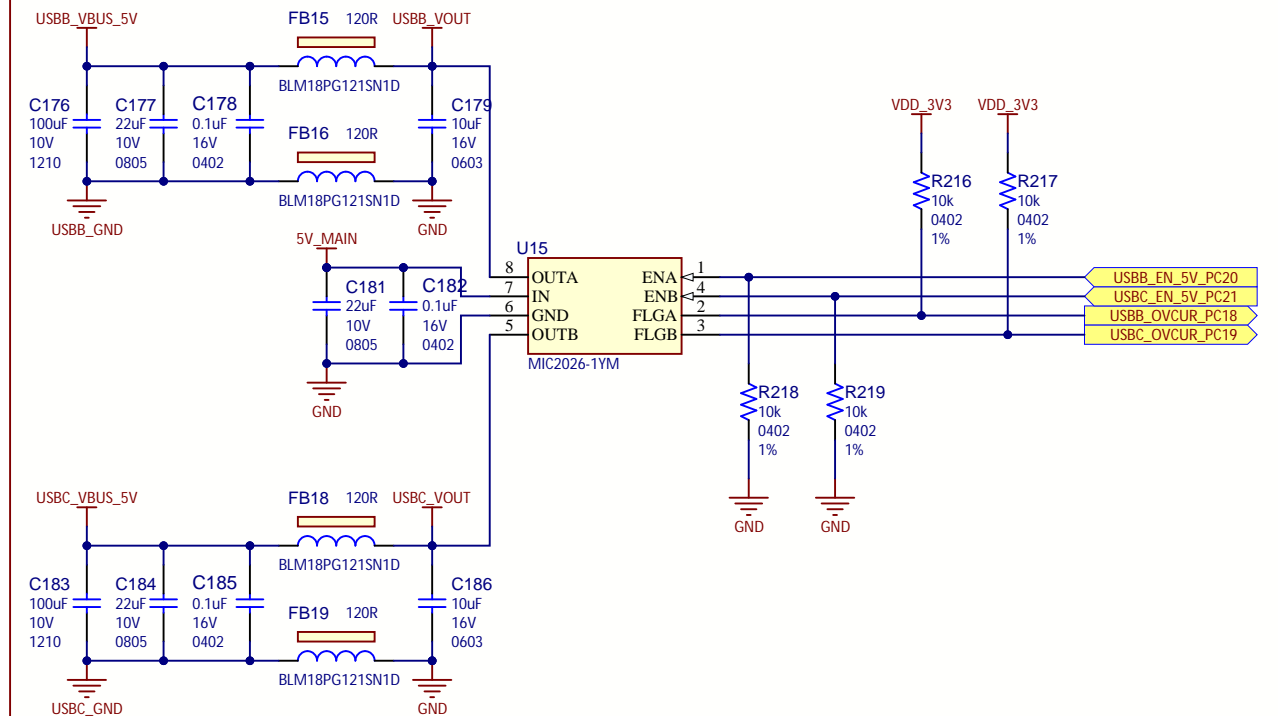 USBB_VBUS_5V
FB15 120R
USBB_VOUT
BLM18PG121SN1D
C176
100uF
10V
1210
C177
22uF
10V
0805
C178
0.1uF
16V
0402
FB16 120R
BLM18PG121SN1D
C179
10uF
16V
0603
USBB_GND
GND
VDD_3V3
VDD_3V3
R216
10k
0402
1%
R217
10k
0402
1%
5V_MAIN
C181
22uF
10V
0805
C182
0.1uF
16V
0402
GND
U15
8 OUTA
7 IN
6 GND
5 OUTB
ENA 1
ENB 4
FLGA 2
FLGB 3
MIC2026-1YM
USBB_EN_5V_PC20
USBC_EN_5V_PC21
USBB_OVCUR_PC18
USBC_OVCUR_PC19
R218
10k
0402
1%
R219
10k
0402
1%
GND
GND
USBC_VBUS_5V
FB18 120R
USBC_VOUT
BLM18PG121SN1D
C183
100uF
10V
1210
C184
22uF
10V
0805
C185
0.1uF
16V
0402
FB19 120R
BLM18PG121SN1D
C186
10uF
16V
0603
USBC_GND
GND